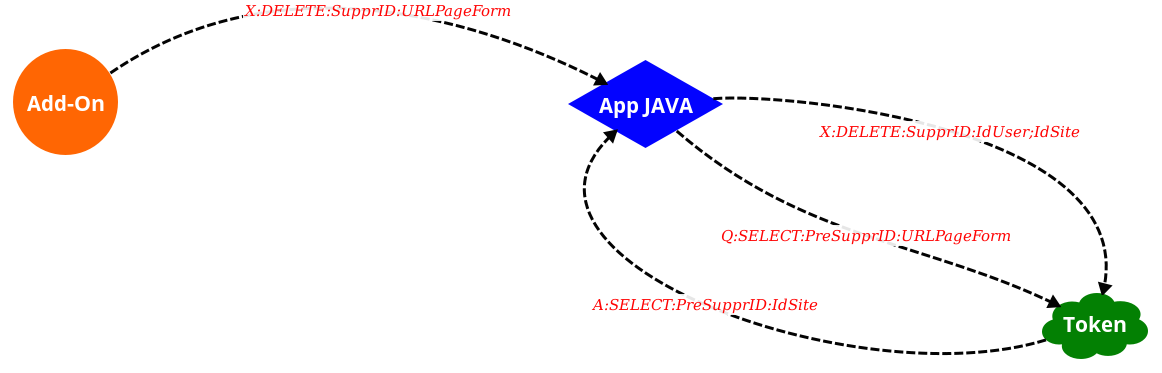 X:DELETE:SupprID:URLPageForm
Add-On
App JAVA
X:DELETE:SupprID:IdUser;IdSite
Q:SELECT:PreSupprID:URLPageForm
A:SELECT:PreSupprID:IdSite
Token